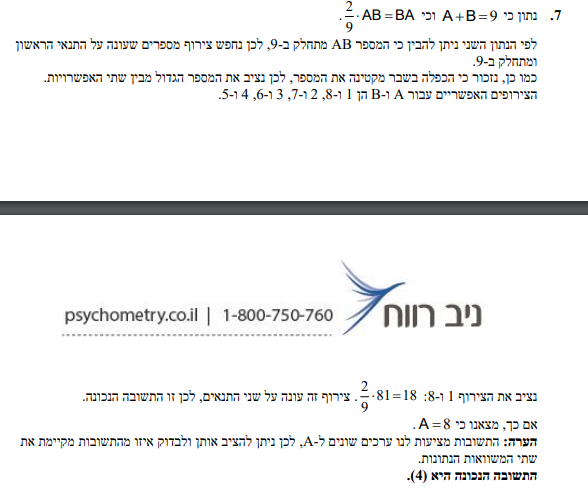 7. נתון כי A+B=9 וכי 2/9·AB=BA.
לפי הנתון השני ניתן להבין כי המספר AB מתחלק ב-9, לכן נחפש צירוף מספרים שעונה על התנאי הראשון
ומתחלק ב-9.
כמו כן, נזכור כי הכפלה בשבר מקטינה את המספר, לכן נציב את המספר הגדול מבין שתי האפשרויות.
הצירופים האפשריים עבור A ו-B הן 1 ו-8, 2 ו-7, 3 ו-6, 4 ו-5.
ניב רווח
psychometry.co.il | 1-800-750-760
נציב את הצירוף 1 ו-8: 2/9·81=18. צירוף זה עונה על שני התנאים, לכן זו התשובה הנכונה.
אם כך, מצאנו כי A=8.
הערה: התשובות מציעות לנו ערכים שונים ל-A, לכן ניתן להציב אותן ולבדוק איזו מהתשובות מקיימת את
שתי המשוואות הנתונות.
התשובה הנכונה היא (4).